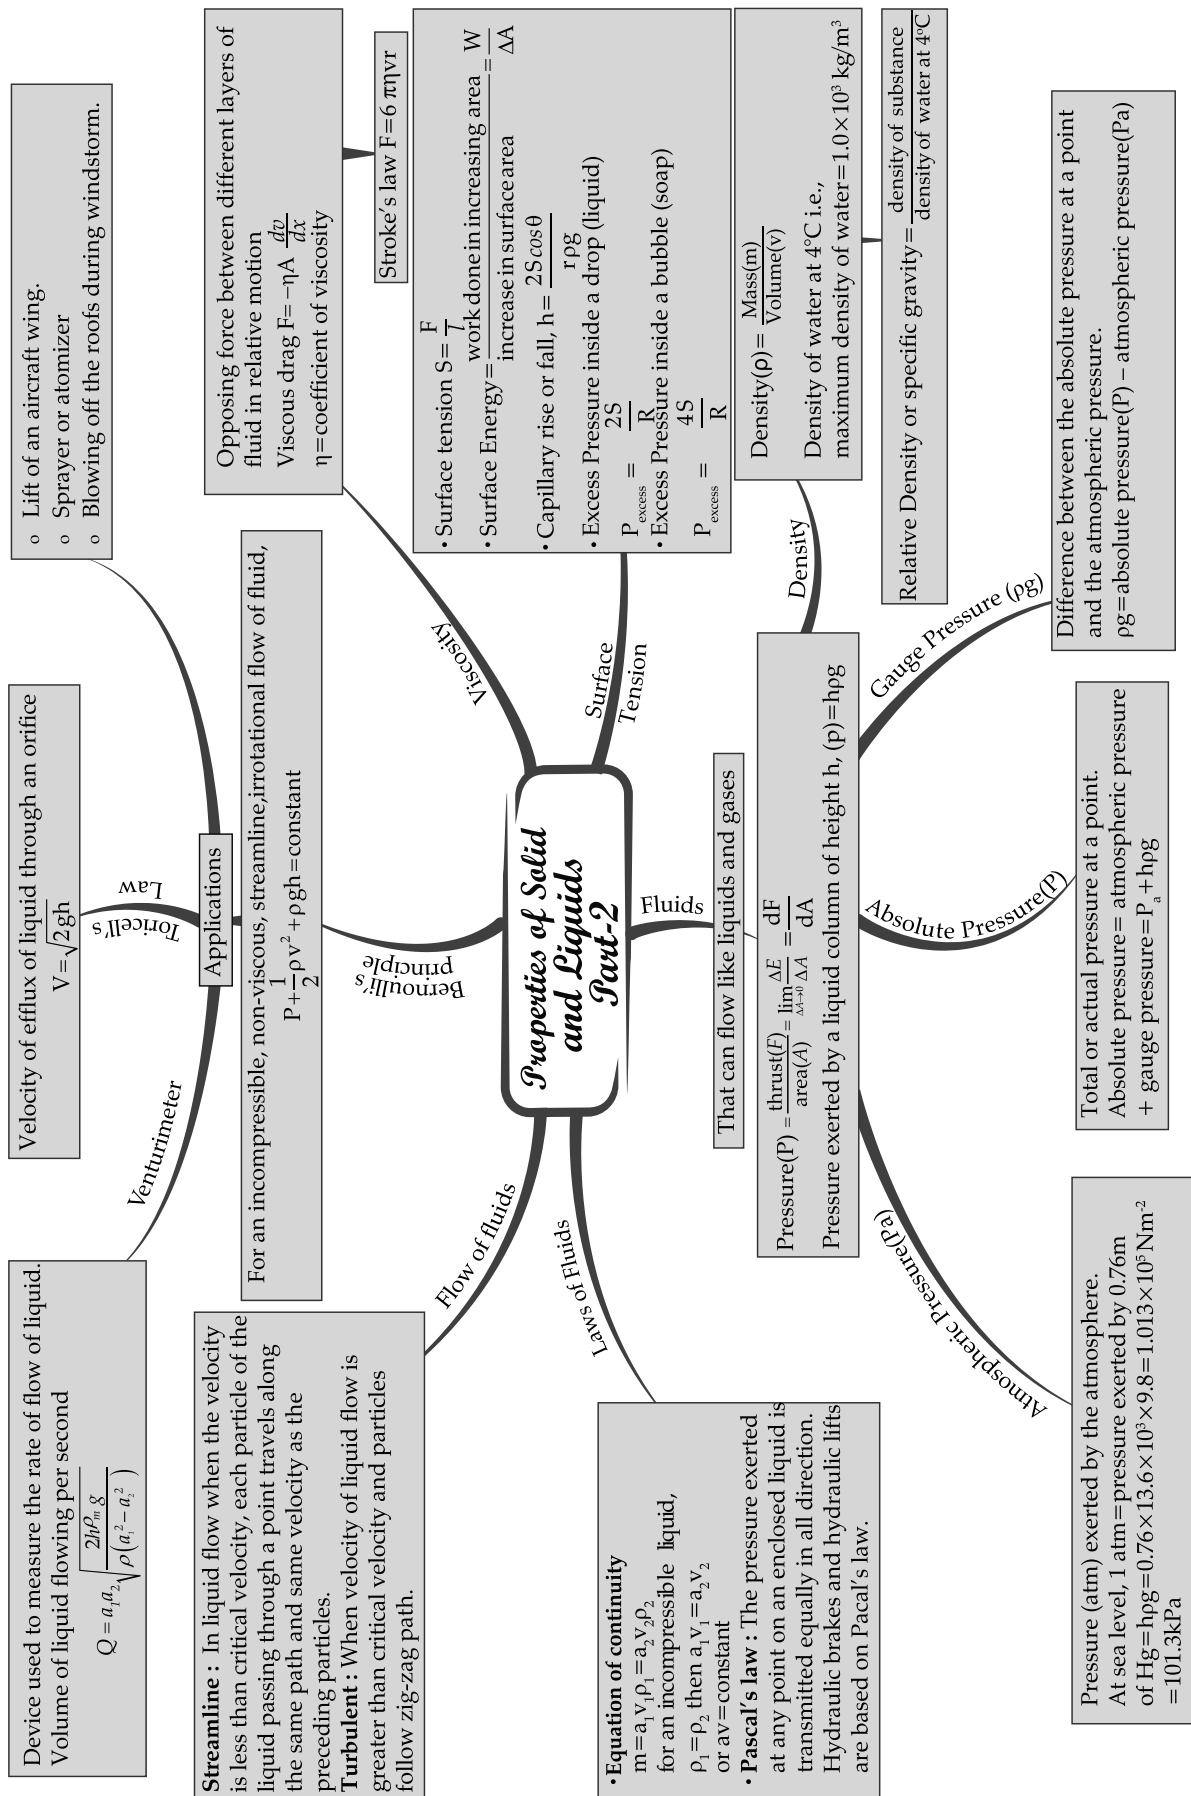 Properties of Solid
and Liquids
Part-2
Device used to measure the rate of flow of liquid.
Volume of liquid flowing per second
Q = a₁a₂√(2hρₘg / ρ(a₁² − a₂²))
Venturimeter
Velocity of efflux of liquid through an orifice
V = √2gh
Toricell's
Law
o Lift of an aircraft wing.
o Sprayer or atomizer
o Blowing off the roofs during windstorm.
Applications
For an incompressible, non-viscous, streamline,irrotational flow of fluid,
P+1/2 ρv²+ρgh=constant
Bernoulli's
principle
Streamline : In liquid flow when the velocity
is less than critical velocity, each particle of the
liquid passing through a point travels along
the same path and same velocity as the
preceding particles.
Turbulent : When velocity of liquid flow is
greater than critical velocity and particles
follow zig-zag path.
Flow of fluids
Opposing force between different layers of
fluid in relative motion
Viscous drag F= −ηA dv/dx
η=coefficient of viscosity
Viscosity
Stroke's law F=6 πηvr
• Surface tension S= F/l
• Surface Energy= work done in increasing area / increase in surface area = W/ΔA
• Capillary rise or fall, h= 2S cosθ / rρg
• Excess Pressure inside a drop (liquid)
P excess = 2S/R
• Excess Pressure inside a bubble (soap)
P excess = 4S/R
Surface
Tension
Laws of Fluids
•Equation of continuity
m=a₁v₁ρ₁=a₂v₂ρ₂
for an incompressible liquid,
ρ₁=ρ₂ then a₁v₁=a₂v₂
or av=constant
•Pascal's law : The pressure exerted
at any point on an enclosed liquid is
transmitted equally in all direction.
Hydraulic brakes and hydraulic lifts
are based on Pacal's law.
Fluids
That can flow like liquids and gases
Pressure(P) = thrust(F)/area(A) = lim ΔA→0 ΔE/ΔA = dF/dA
Pressure exerted by a liquid column of height h, (p)=hρg
Density
Density(ρ)= Mass(m)/Volume(v)
Density of water at 4°C i.e.,
maximum density of water=1.0×10³ kg/m³
Relative Density or specific gravity= density of substance / density of water at 4°C
Atmospheric Pressure(Pa)
Pressure (atm) exerted by the atmosphere.
At sea level, 1 atm=pressure exerted by 0.76m
of Hg=hρg=0.76×13.6×10³×9.8=1.013×10⁵Nm⁻²
=101.3kPa
Absolute Pressure(P)
Total or actual pressure at a point.
Absolute pressure= atmospheric pressure
+ gauge pressure=Pₐ+hρg
Gauge Pressure (ρg)
Difference between the absolute pressure at a point
and the atmospheric pressure.
ρg=absolute pressure(P) − atmospheric pressure(Pa)